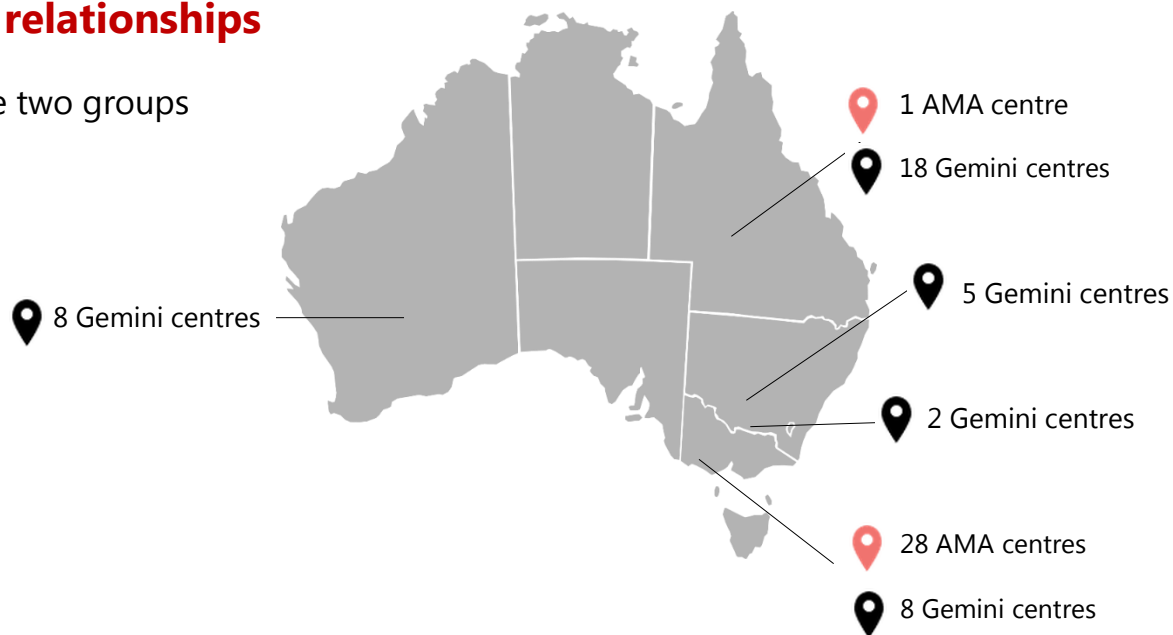 relationships
two groups
1 AMA centre
18 Gemini centres
5 Gemini centres
8 Gemini centres
2 Gemini centres
28 AMA centres
8 Gemini centres